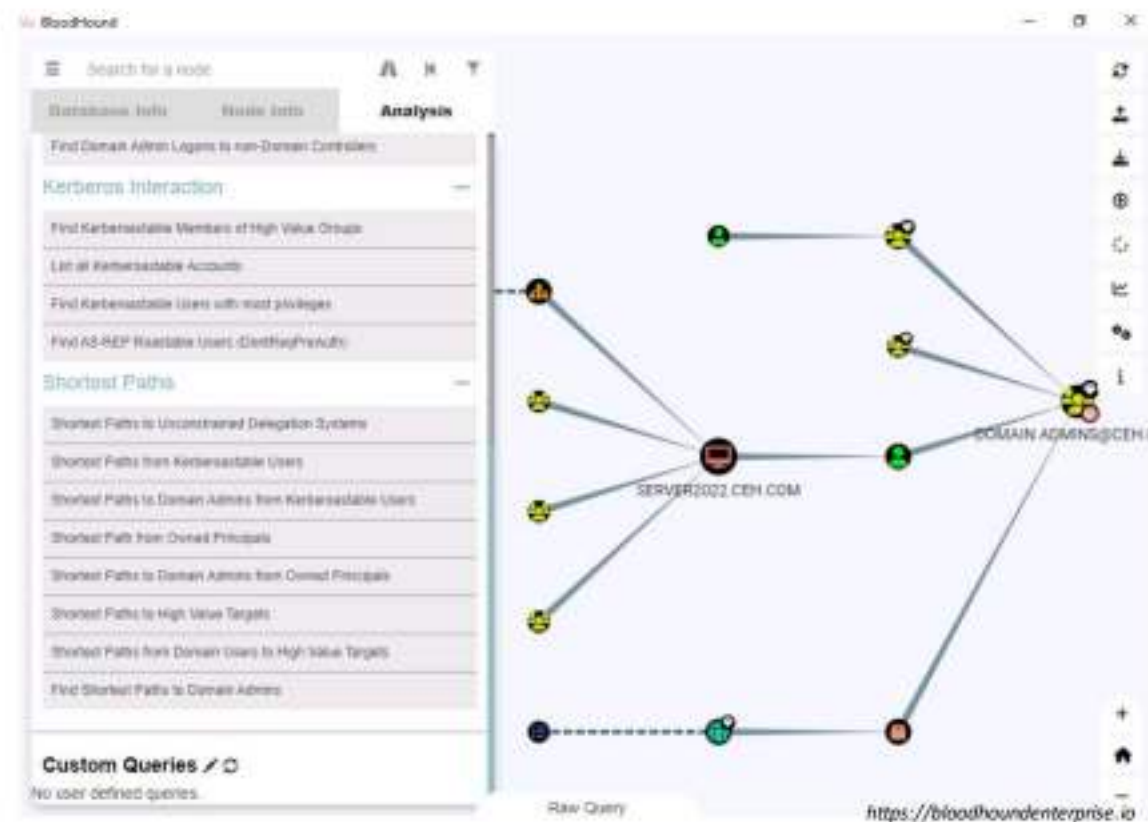 BloodHound
Search for a node
Database Info Node Info Analysis
Find Domain Admin Logons to non-Domain Controllers
Kerberos Interaction
Find Kerberoastable Members of High Value Groups
List all Kerberoastable Accounts
Find Kerberoastable Users with most privileges
Find AS-REP Roastable Users (DontReqPreAuth)
Shortest Paths
Shortest Paths to Unconstrained Delegation Systems
Shortest Paths from Kerberoastable Users
Shortest Paths to Domain Admins from Kerberoastable Users
Shortest Path from Owned Principals
Shortest Paths to Domain Admins from Owned Principals
Shortest Paths to High Value Targets
Shortest Paths from Domain Users to High Value Targets
Find Shortest Paths to Domain Admins
Custom Queries
No user defined queries.
DOMAIN ADMINS@CEH.
SERVER2022.CEH.COM
Raw Query
https://bloodhoundenterprise.io